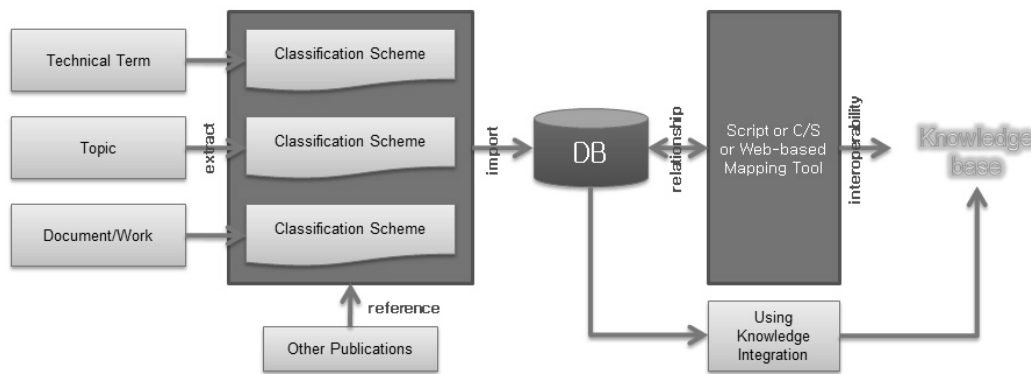 Technical Term
Topic
Document/Work
extract
Classification Scheme
Classification Scheme
Classification Scheme
reference
Other Publications
import
DB
relationship
Script or C/S
or Web-based
Mapping Tool
interoperability
Knowledge
base
Using
Knowledge
Integration